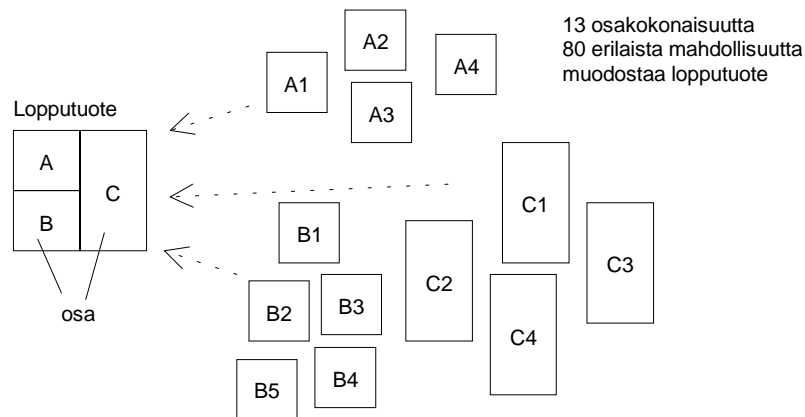 13 osakokonaisuutta
80 erilaista mahdollisuutta
muodostaa lopputuote
A2
A4
A1
A3
Lopputuote
A
C
B
osa
C1
B1
C3
C2
B2
B3
C4
B4
B5